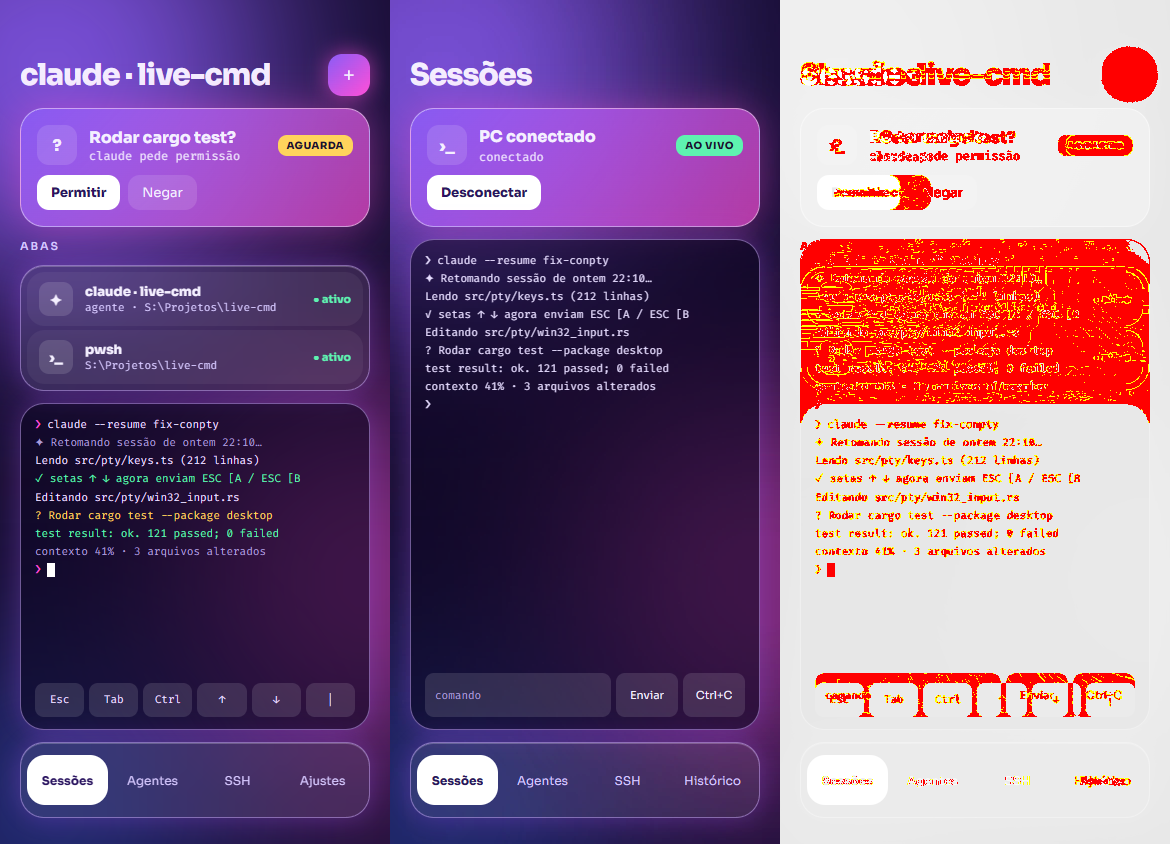 claude · live-cmd
+
?
Rodar cargo test?
claude pede permissão
AGUARDA
Permitir
Negar
ABAS
✦
claude · live-cmd
agente · S:\Projetos\live-cmd
• ativo
›_
pwsh
S:\Projetos\live-cmd
• ativo
❯ claude --resume fix-conpty
✦ Retomando sessão de ontem 22:10…
Lendo src/pty/keys.ts (212 linhas)
✓ setas ↑ ↓ agora enviam ESC [A / ESC [B
Editando src/pty/win32_input.rs
? Rodar cargo test --package desktop
test result: ok. 121 passed; 0 failed
contexto 41% · 3 arquivos alterados
❯
Esc
Tab
Ctrl
↑
↓
|
Sessões
Agentes
SSH
Ajustes
Sessões
›_
PC conectado
conectado
AO VIVO
Desconectar
❯ claude --resume fix-conpty
✦ Retomando sessão de ontem 22:10…
Lendo src/pty/keys.ts (212 linhas)
√ setas ↑ ↓ agora enviam ESC [A / ESC [B
Editando src/pty/win32_input.rs
? Rodar cargo test --package desktop
test result: ok. 121 passed; 0 failed
contexto 41% · 3 arquivos alterados
❯
comando
Enviar
Ctrl+C
Sessões
Agentes
SSH
Histórico
live-cmd
permissão
Negar
❯ claude --resume fix-conpty
✦ Retomando sessão de ontem 22:10…
Lendo src/pty/keys.ts (212 linhas)
✓ setas ↑ ↓ agora enviam ESC [A / ESC [B
Editando src/pty/win32_input.rs
? Rodar cargo test --package desktop
test result: ok. 121 passed; 0 failed
contexto 41% · 3 arquivos alterados
❯
Tab
Ctrl